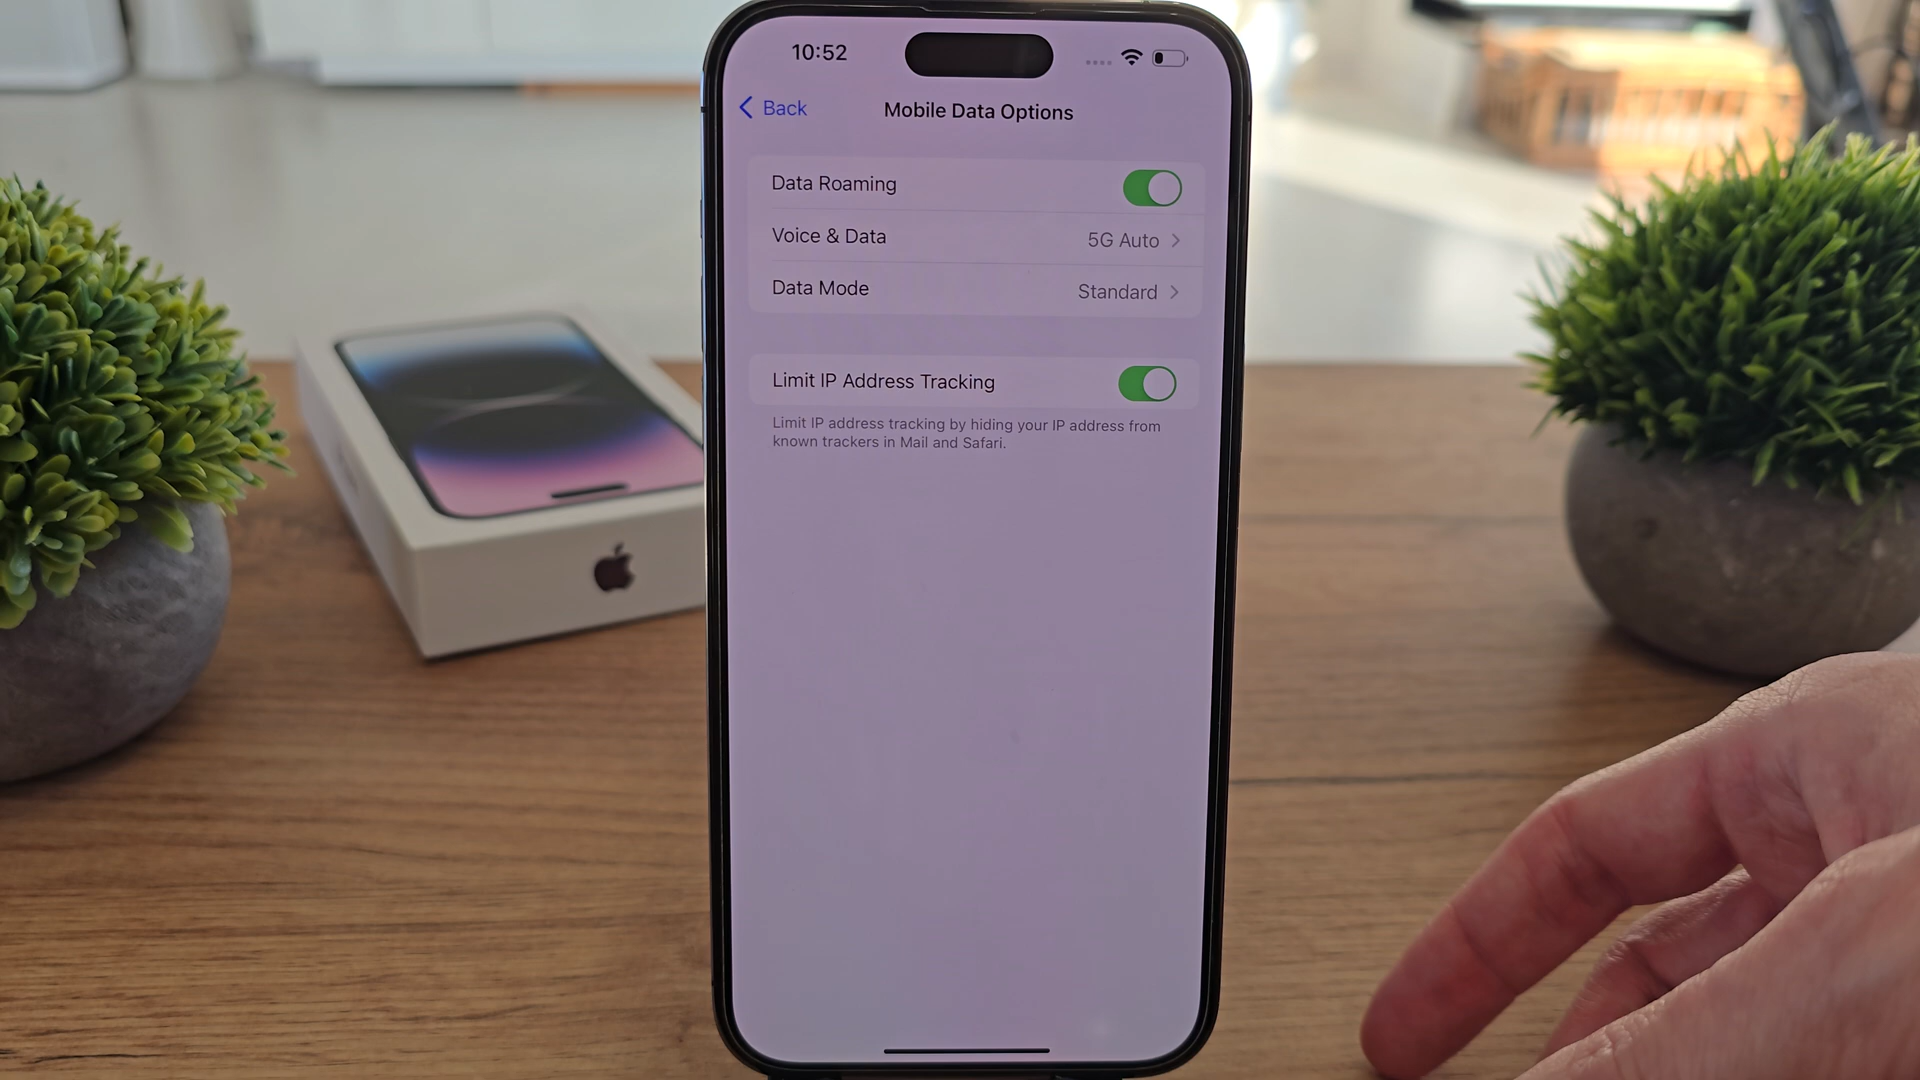 10:52
Back
Mobile Data Options
Data Roaming
Voice & Data
5G Auto
Data Mode
Standard
Limit IP Address Tracking
Limit IP address tracking by hiding your IP address from
known trackers in Mail and Safari.